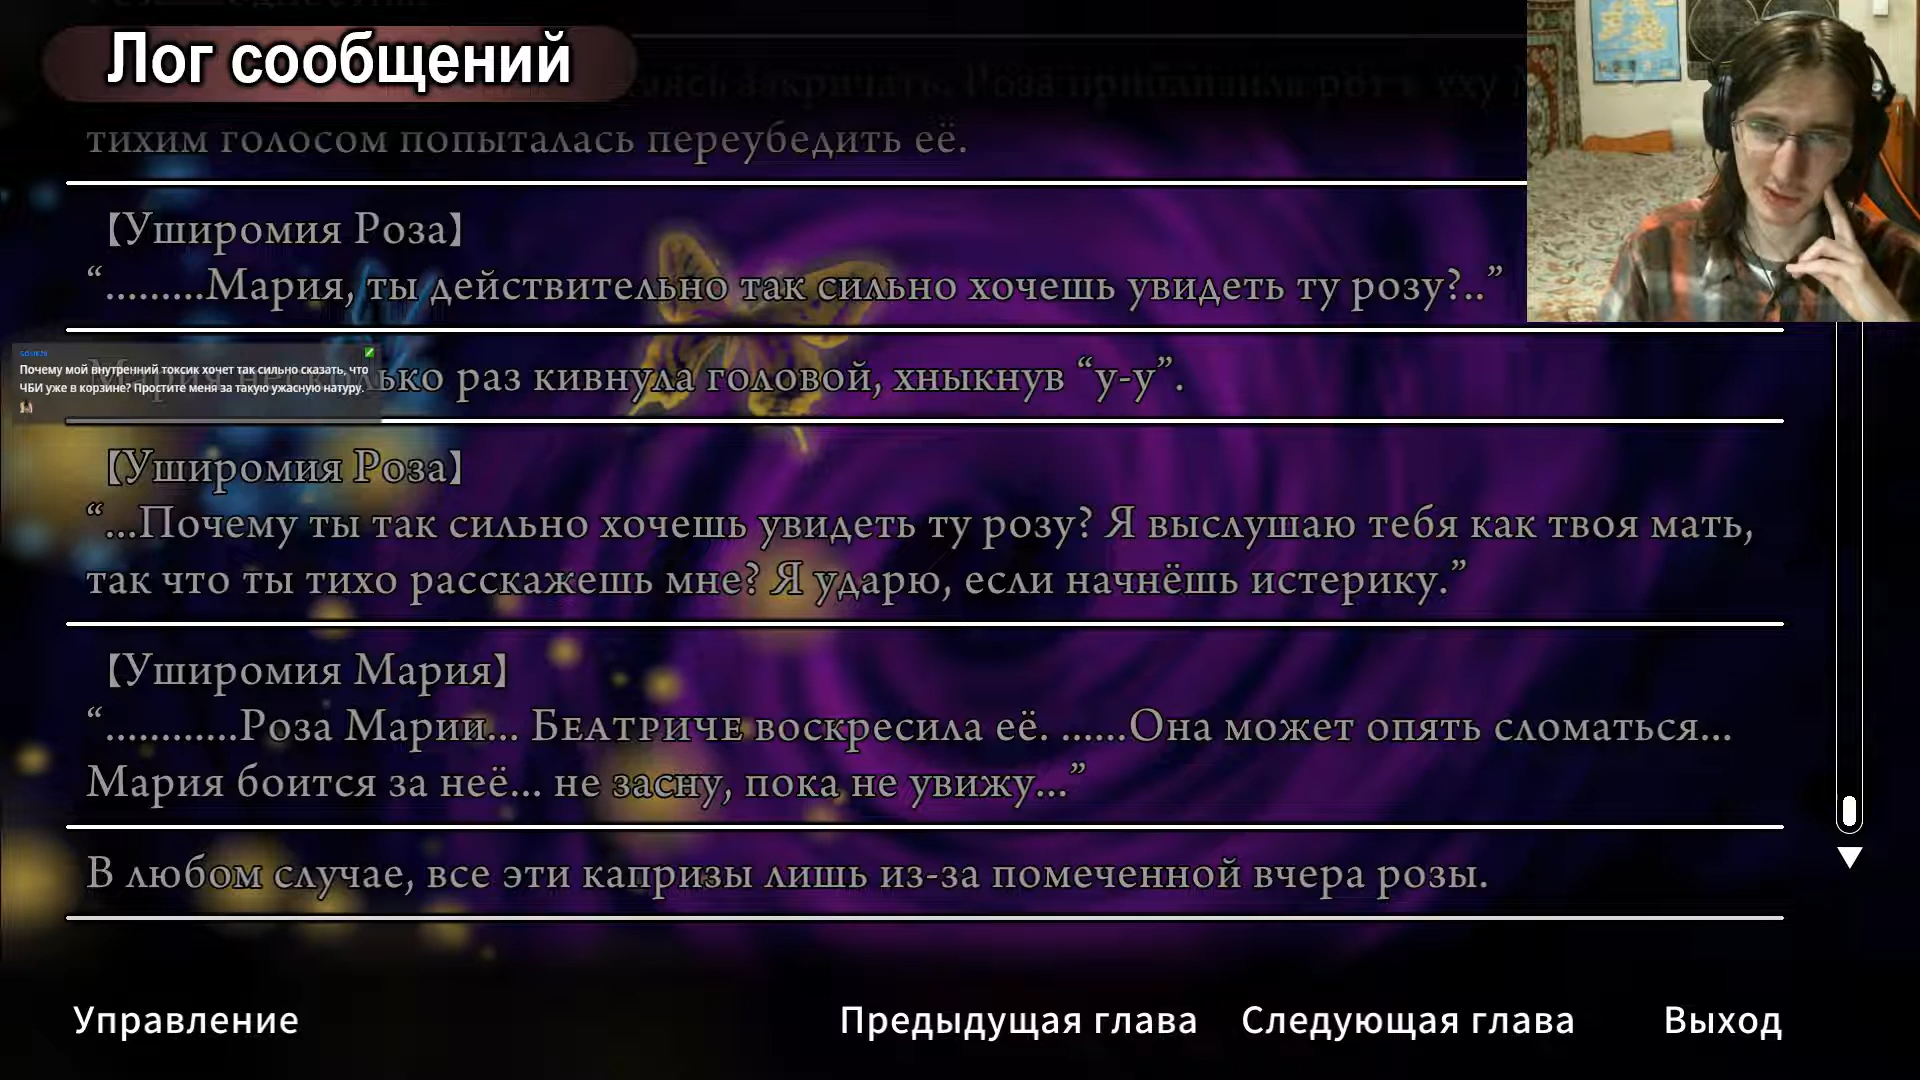 Лог сообщений
тихим голосом попыталась переубедить её.
【Уширомия Роза】
“.........Мария, ты действительно так сильно хочешь увидеть ту розу?..”
Почему мой внутренний токсик хочет так сильно сказать, что
ЧБИ уже в корзине? Простите меня за такую ужасную натуру.
раз кивнула головой, хныкнув “у-у”.
【Уширомия Роза】
“...Почему ты так сильно хочешь увидеть ту розу? Я выслушаю тебя как твоя мать,
так что ты тихо расскажешь мне? Я ударю, если начнёшь истерику.”
【Уширомия Мария】
“............Роза Марии... БЕАТРИЧЕ воскресила её. ......Она может опять сломаться...
Мария боится за неё... не засну, пока не увижу...”
В любом случае, все эти капризы лишь из-за помеченной вчера розы.
Управление
Предыдущая глава
Следующая глава
Выход